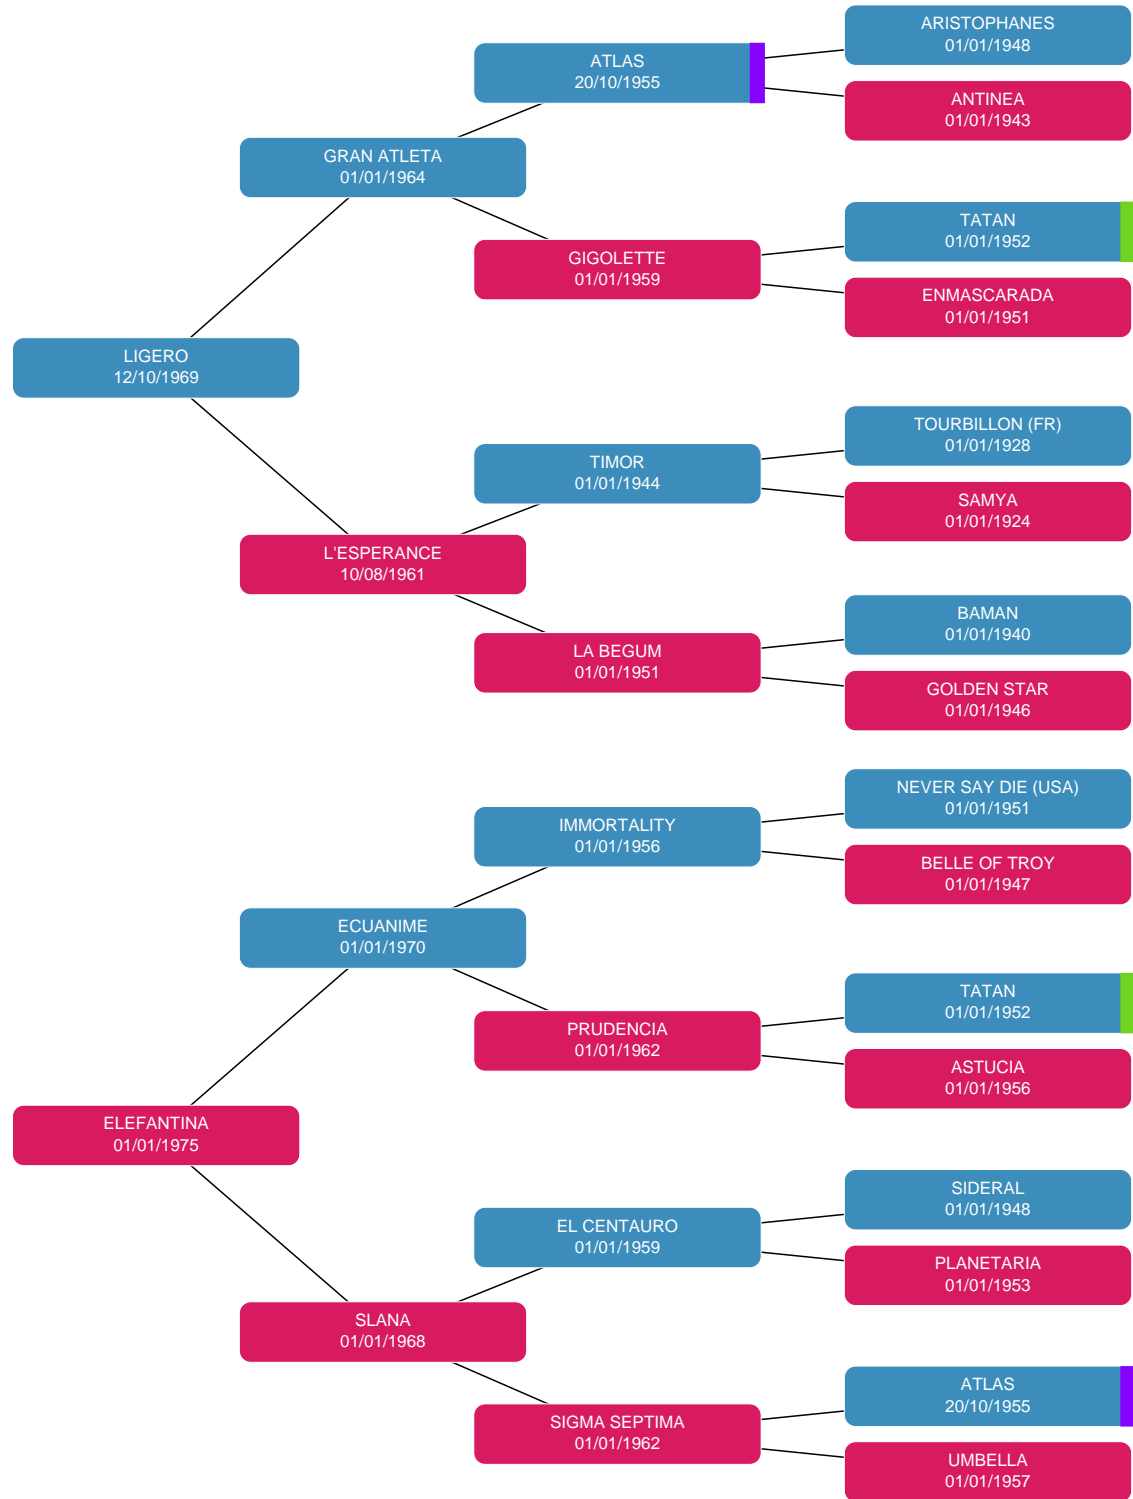 ARISTOPHANES
01/01/1948
ATLAS
20/10/1955
ANTINEA
01/01/1943
GRAN ATLETA
01/01/1964
TATAN
01/01/1952
GIGOLETTE
01/01/1959
ENMASCARADA
01/01/1951
LIGERO
12/10/1969
TOURBILLON (FR)
01/01/1928
TIMOR
01/01/1944
SAMYA
01/01/1924
L'ESPERANCE
10/08/1961
BAMAN
01/01/1940
LA BEGUM
01/01/1951
GOLDEN STAR
01/01/1946
NEVER SAY DIE (USA)
01/01/1951
IMMORTALITY
01/01/1956
BELLE OF TROY
01/01/1947
ECUANIME
01/01/1970
TATAN
01/01/1952
PRUDENCIA
01/01/1962
ASTUCIA
01/01/1956
ELEFANTINA
01/01/1975
SIDERAL
01/01/1948
EL CENTAURO
01/01/1959
PLANETARIA
01/01/1953
SLANA
01/01/1968
ATLAS
20/10/1955
SIGMA SEPTIMA
01/01/1962
UMBELLA
01/01/1957